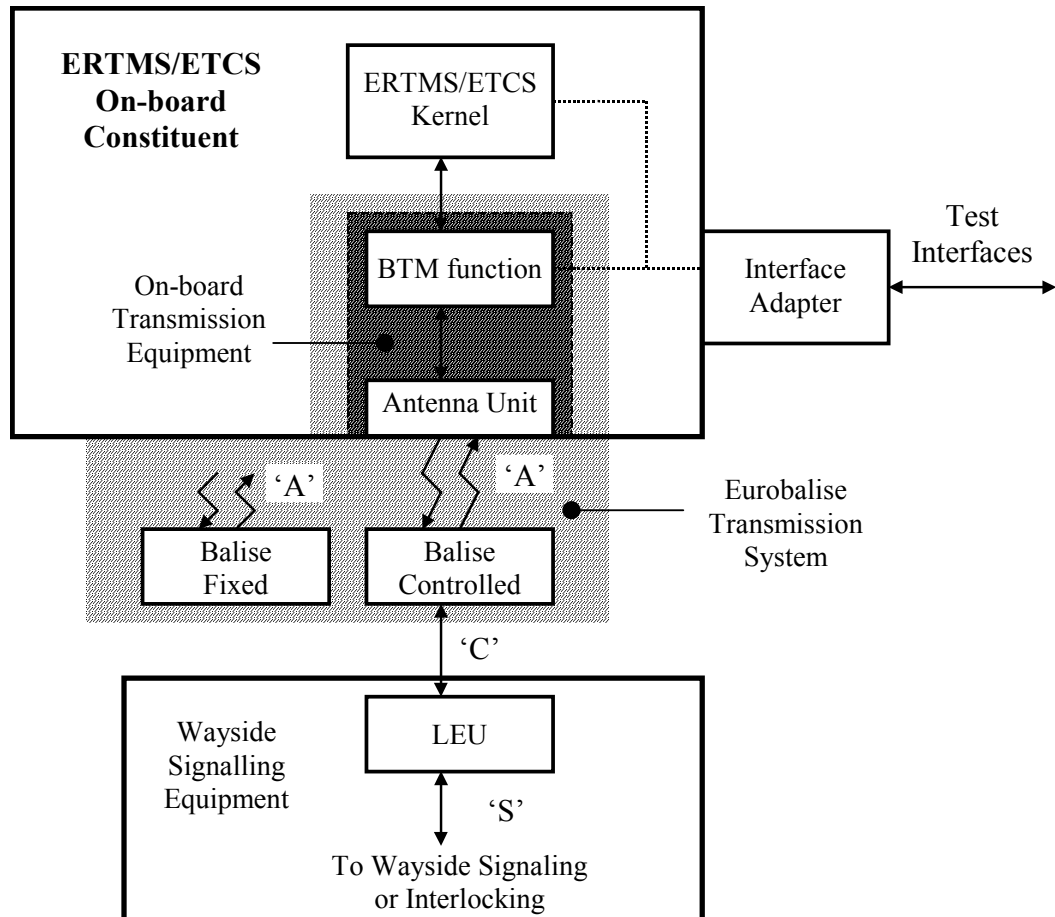 ERTMS/ETCS
On-board
Constituent
ERTMS/ETCS
Kernel
BTM function
On-board
Transmission
Equipment
Antenna Unit
Interface
Adapter
Test
Interfaces
‘A’
‘A’
Balise
Fixed
Balise
Controlled
Eurobalise
Transmission
System
‘C’
Wayside
Signalling
Equipment
LEU
‘S’
To Wayside Signaling
or Interlocking